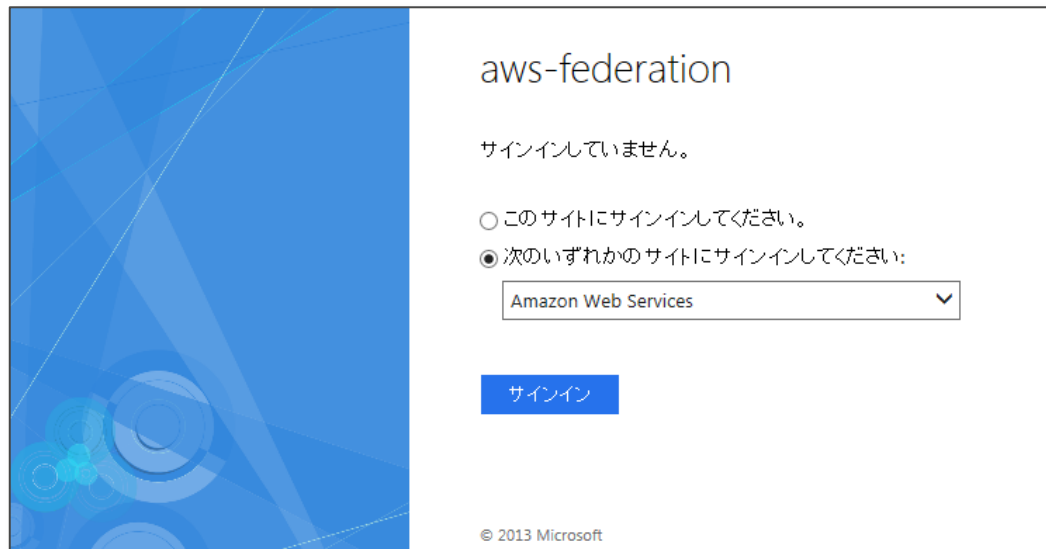 aws-federation
サインインしていません。
このサイトにサインインしてください。
次のいずれかのサイトにサインインしてください:
Amazon Web Services
サインイン
© 2013 Microsoft